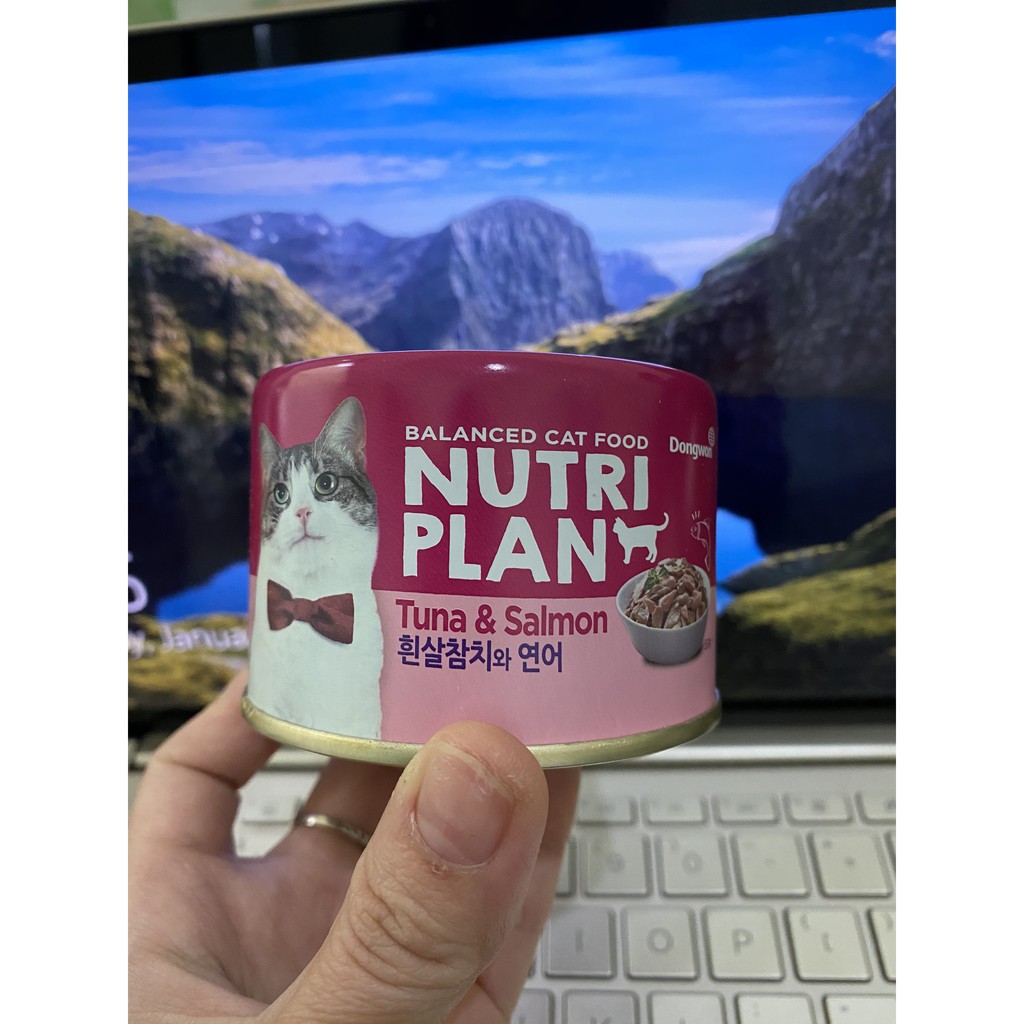 BALANCED CAT FOOD
Dongwon
NUTRI
PLAN
Tuna & Salmon
흰살참치와 연어
I O P